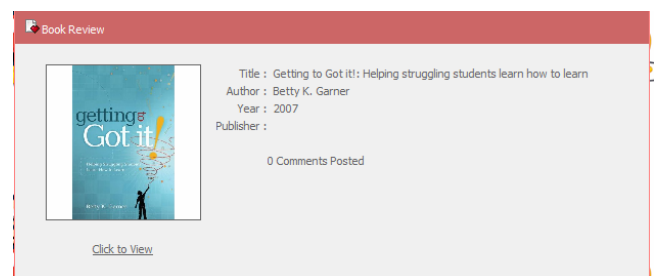 Book Review
Title : Getting to Got it!: Helping struggling students learn how to learn
Author : Betty K. Garner
Year : 2007
Publisher :
0 Comments Posted
getting to
Got it!
Click to View